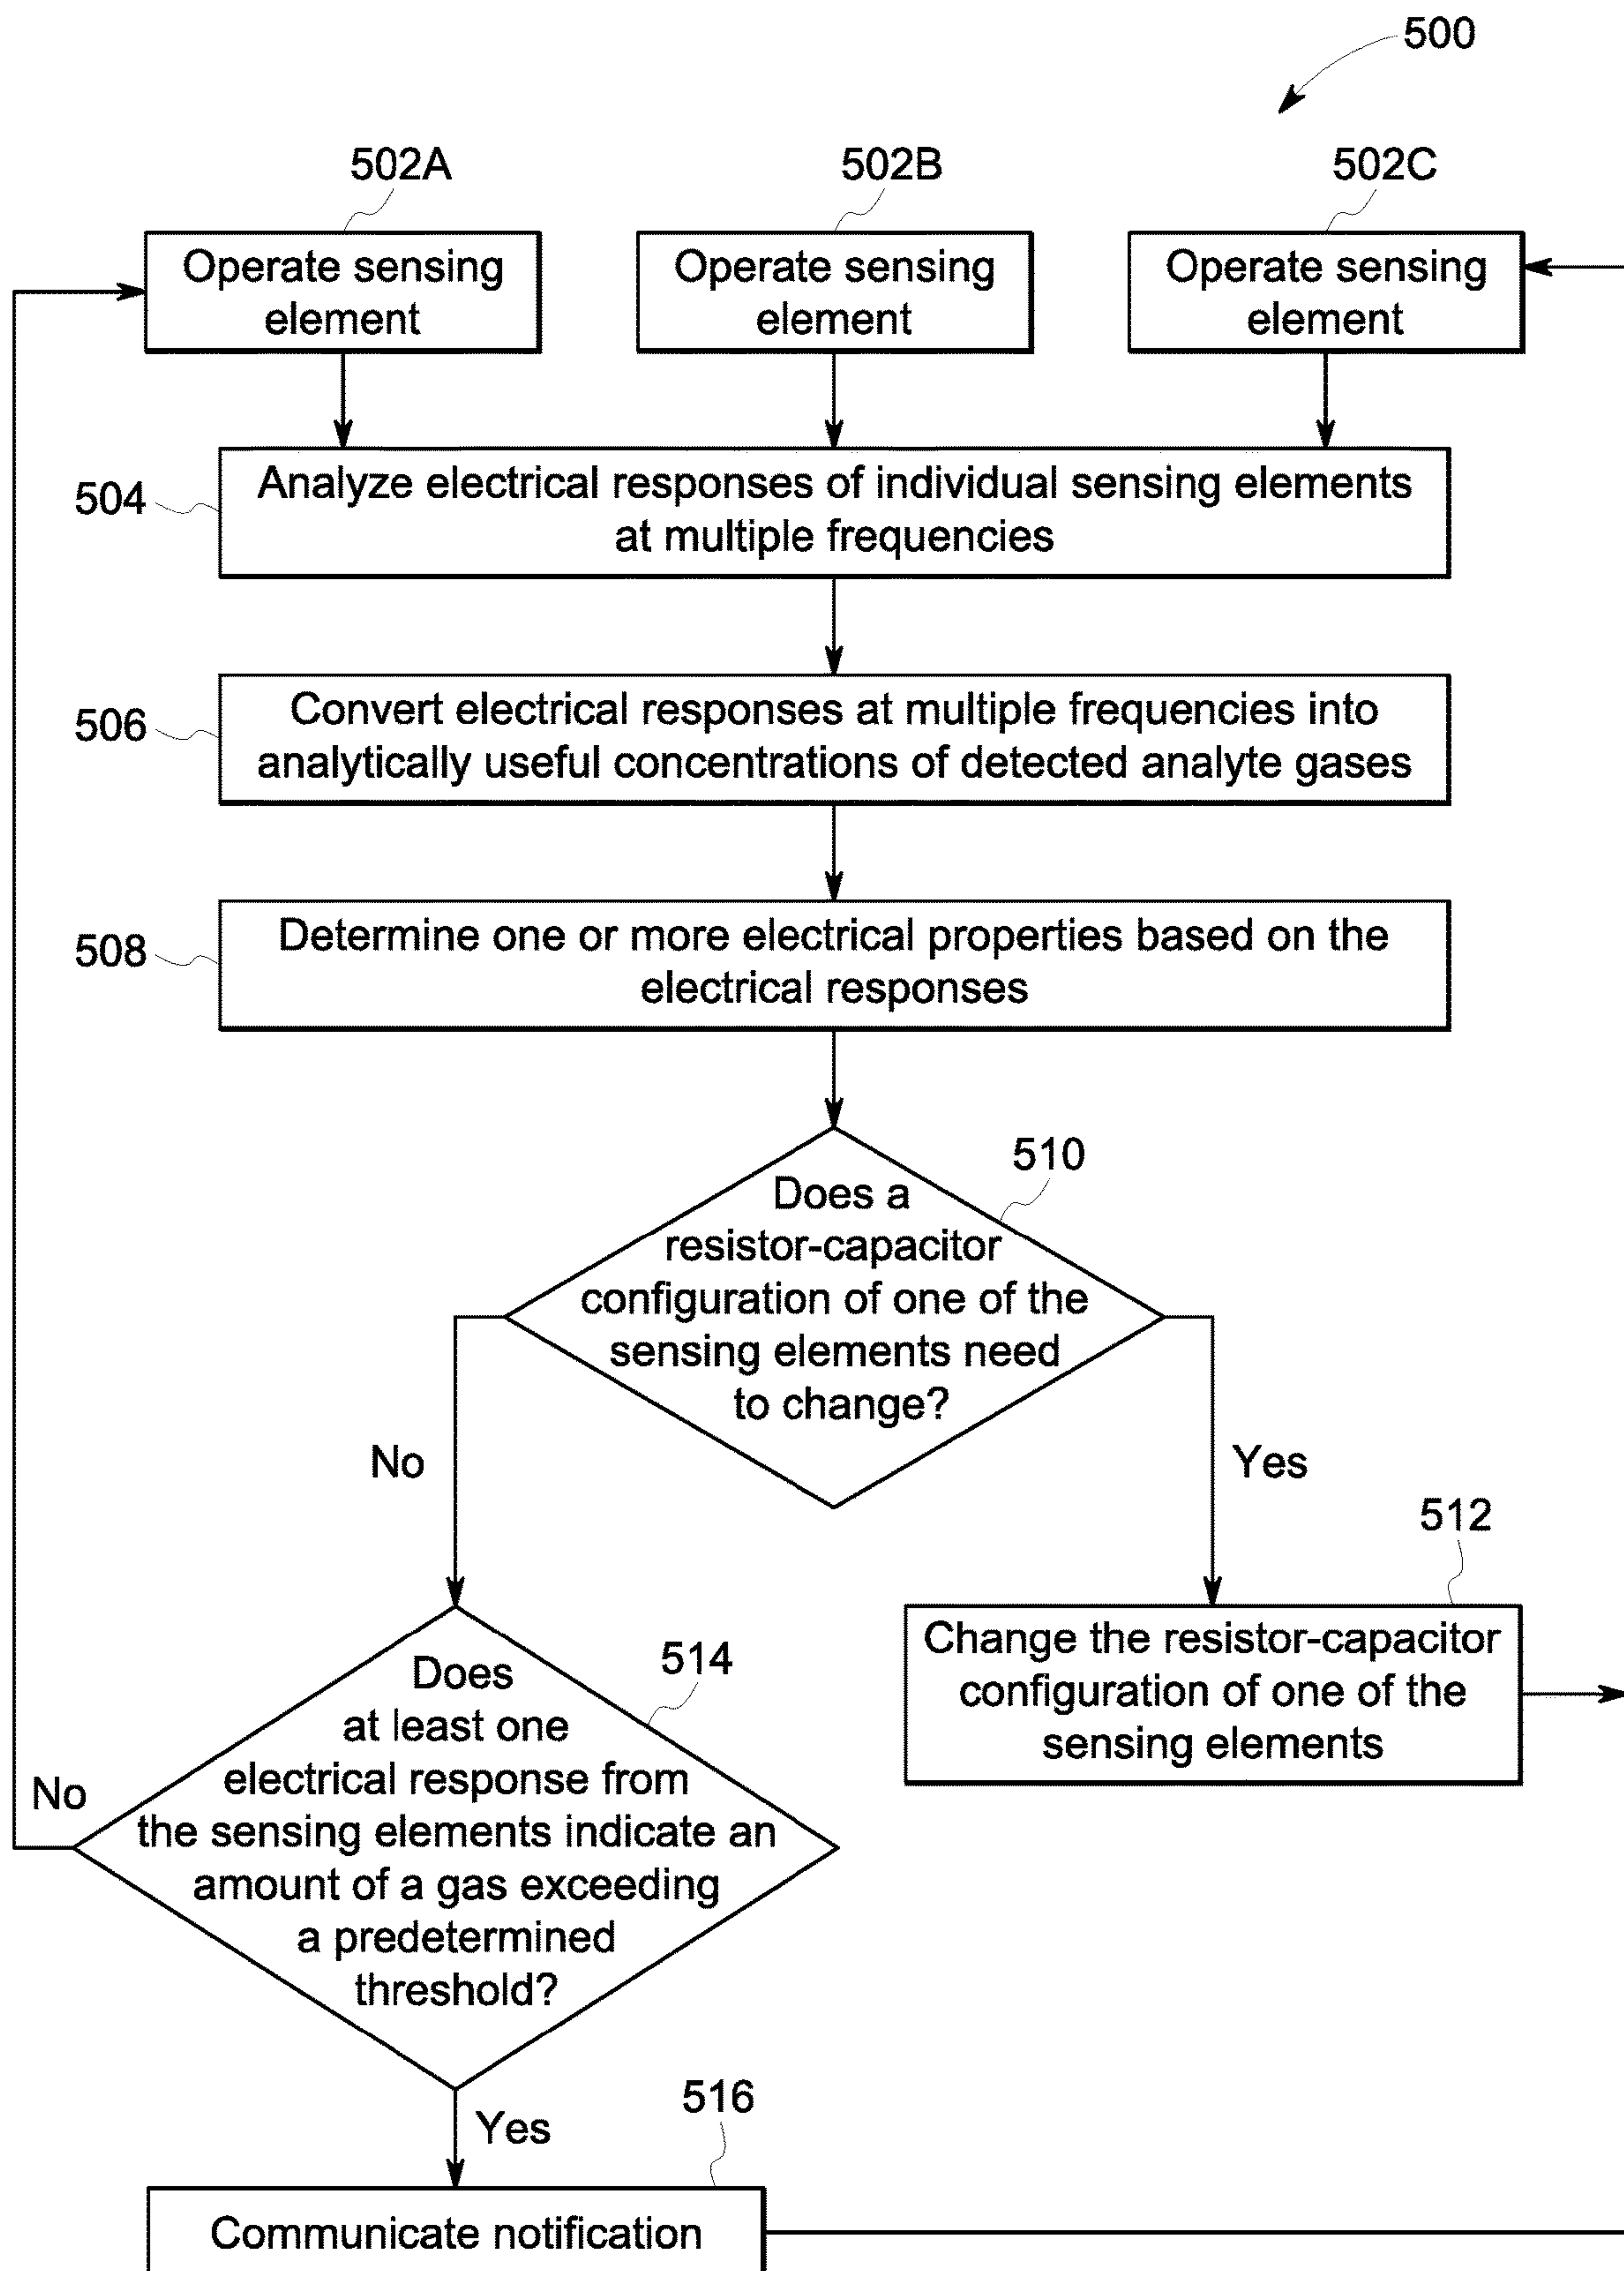 500
502A
502B
502C
Operate sensing
element
Operate sensing
element
Operate sensing
element
504
Analyze electrical responses of individual sensing elements
at multiple frequencies
506
Convert electrical responses at multiple frequencies into
analytically useful concentrations of detected analyte gases
508
Determine one or more electrical properties based on the
electrical responses
510
Does a
resistor-capacitor
configuration of one of the
sensing elements need
to change?
No
Yes
512
Change the resistor-capacitor
configuration of one of the
sensing elements
514
Does
at least one
electrical response from
the sensing elements indicate an
amount of a gas exceeding
a predetermined
threshold?
No
Yes
516
Communicate notification